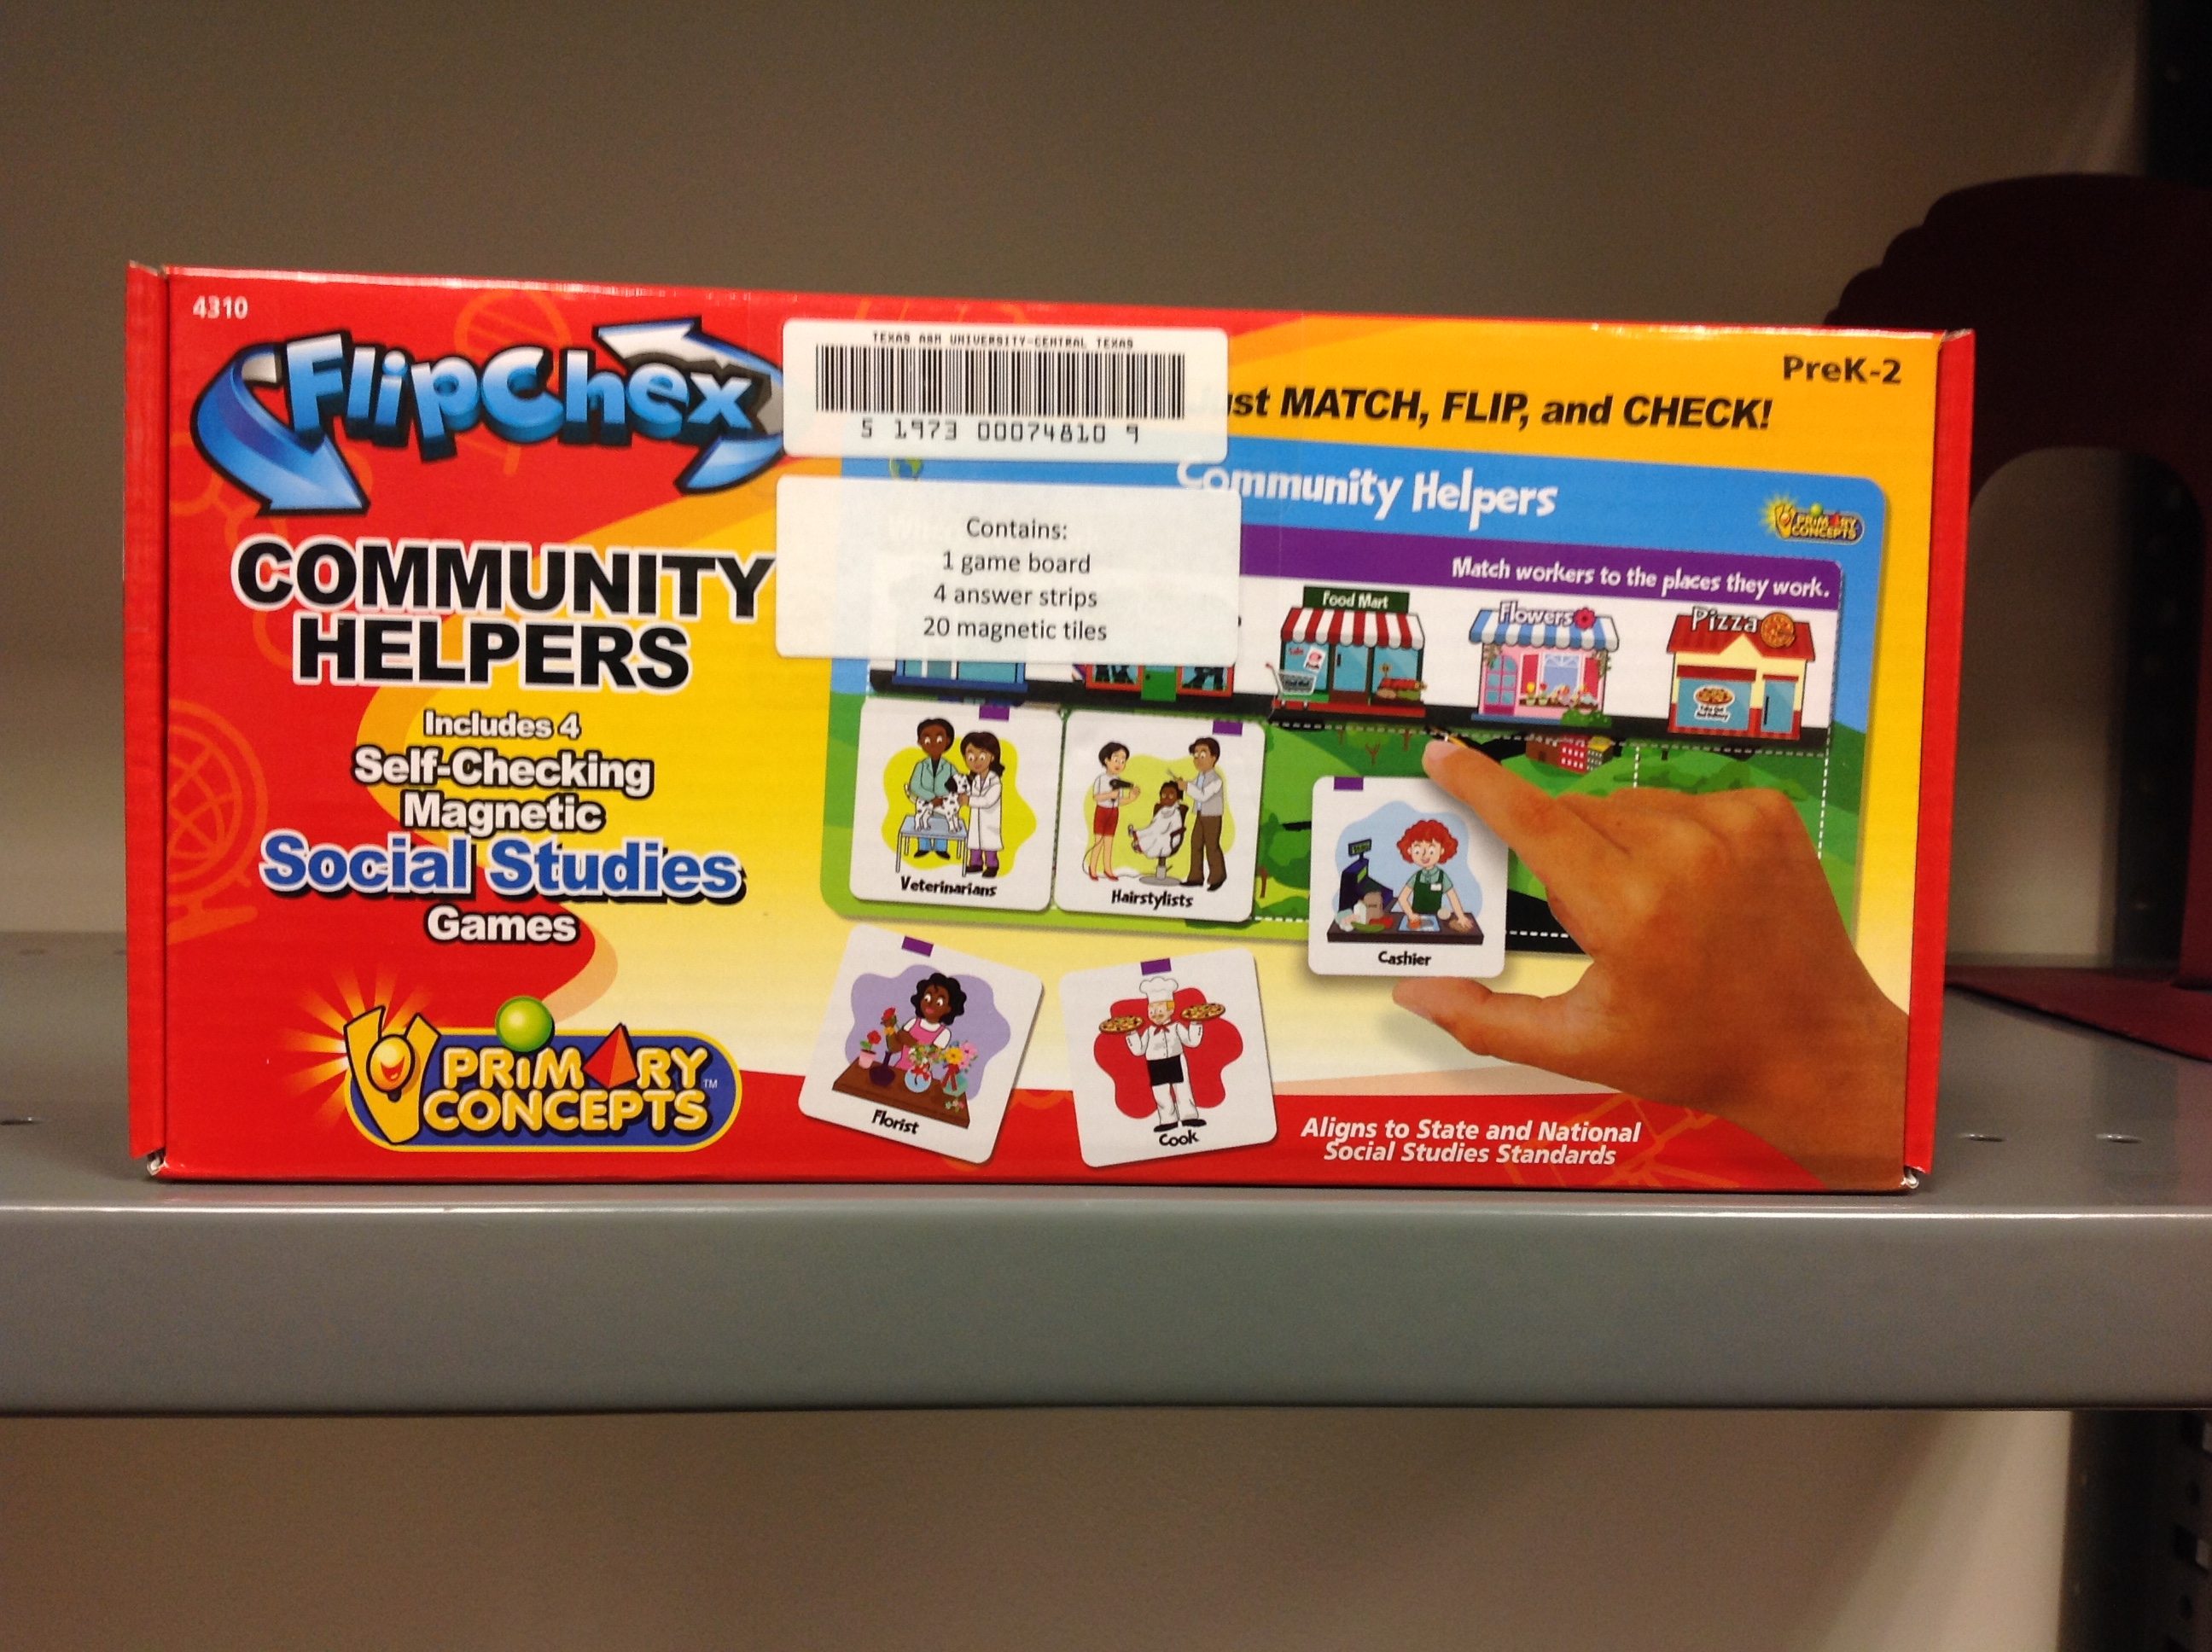 4310
FlipChex
COMMUNITY
HELPERS
Includes 4
Self-Checking
Magnetic
Social Studies
Games
PRIMARY
CONCEPTS™
TEXAS A&M UNIVERSITY-CENTRAL TEXAS
5 1973 00074810 9
Contains:
1 game board
4 answer strips
20 magnetic tiles
PreK-2
MATCH, FLIP, and CHECK!
Community Helpers
PRIMARY
CONCEPTS
Match workers to the places they work.
Food Mart
Flowers
Pizza
Veterinarians
Hairstylists
Cashier
Florist
Cook
Aligns to State and National
Social Studies Standards